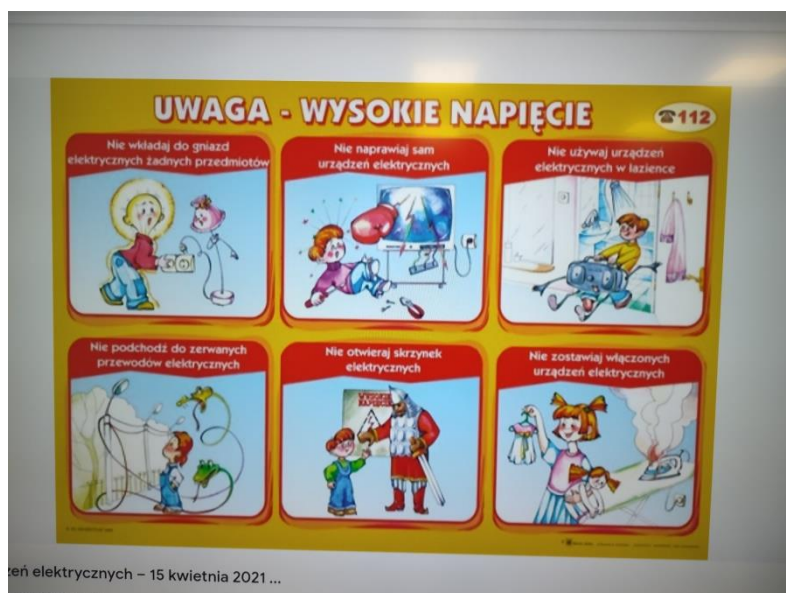 UWAGA - WYSOKIE NAPIĘCIE
☎112
Nie wkładaj do gniazd
elektrycznych żadnych przedmiotów
Nie naprawiaj sam
urządzeń elektrycznych
Nie używaj urządzeń
elektrycznych w łazience
Nie podchodź do zerwanych
przewodów elektrycznych
Nie otwieraj skrzynek
elektrycznych
Nie zostawiaj włączonych
urządzeń elektrycznych
zeń elektrycznych – 15 kwietnia 2021 ...